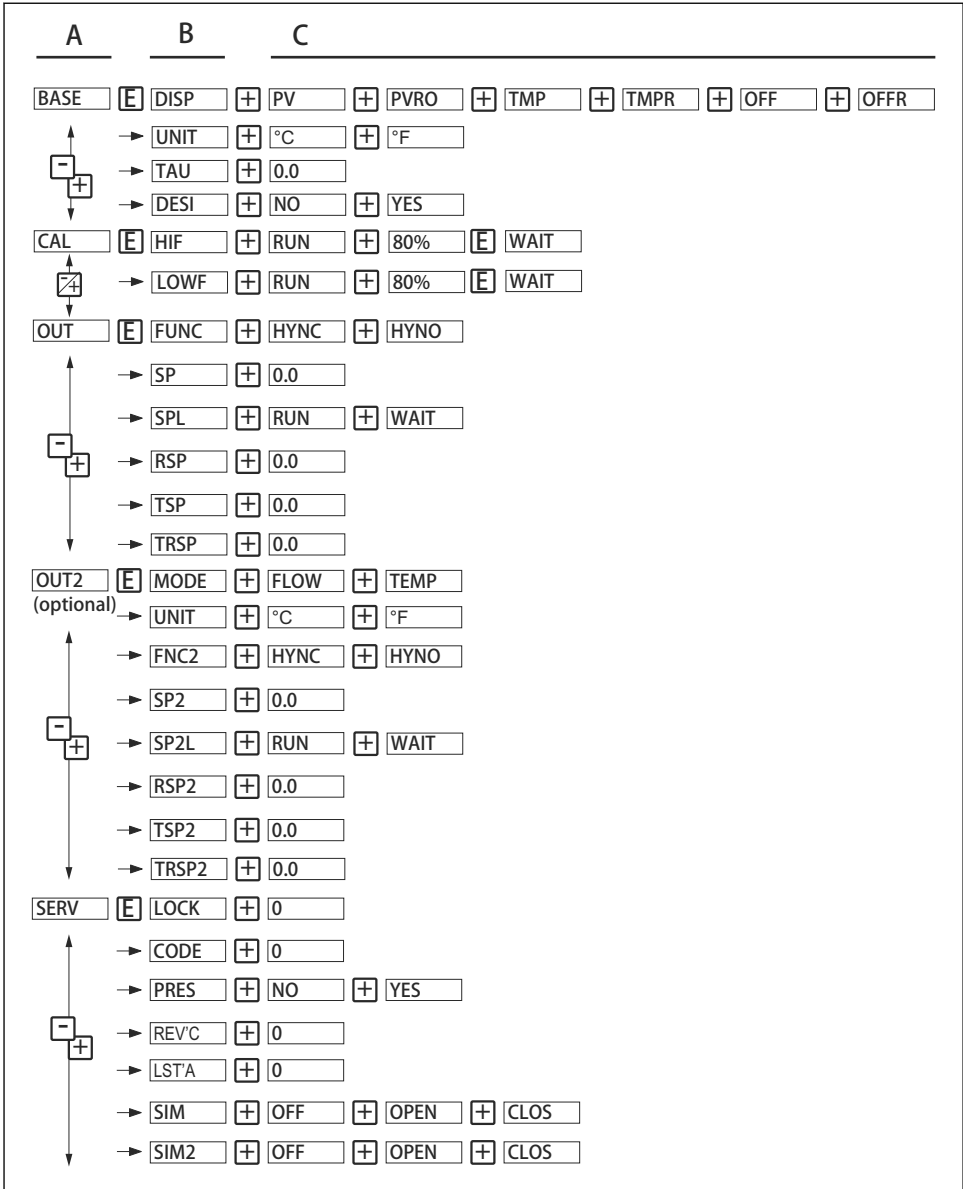 A B C
BASE E DISP + PV + PVRO + TMP + TMPR + OFF + OFFR
UNIT + °C + °F
- + TAU + 0.0
DESI + NO + YES
CAL E HIF + RUN + 80% E WAIT
-/+ LOWF + RUN + 80% E WAIT
OUT E FUNC + HYNC + HYNO
SP + 0.0
SPL + RUN + WAIT
- + RSP + 0.0
TSP + 0.0
TRSP + 0.0
OUT2 E MODE + FLOW + TEMP
(optional) UNIT + °C + °F
FNC2 + HYNC + HYNO
SP2 + 0.0
- + SP2L + RUN + WAIT
RSP2 + 0.0
TSP2 + 0.0
TRSP2 + 0.0
SERV E LOCK + 0
CODE + 0
PRES + NO + YES
- + REV'C + 0
LST'A + 0
SIM + OFF + OPEN + CLOS
SIM2 + OFF + OPEN + CLOS